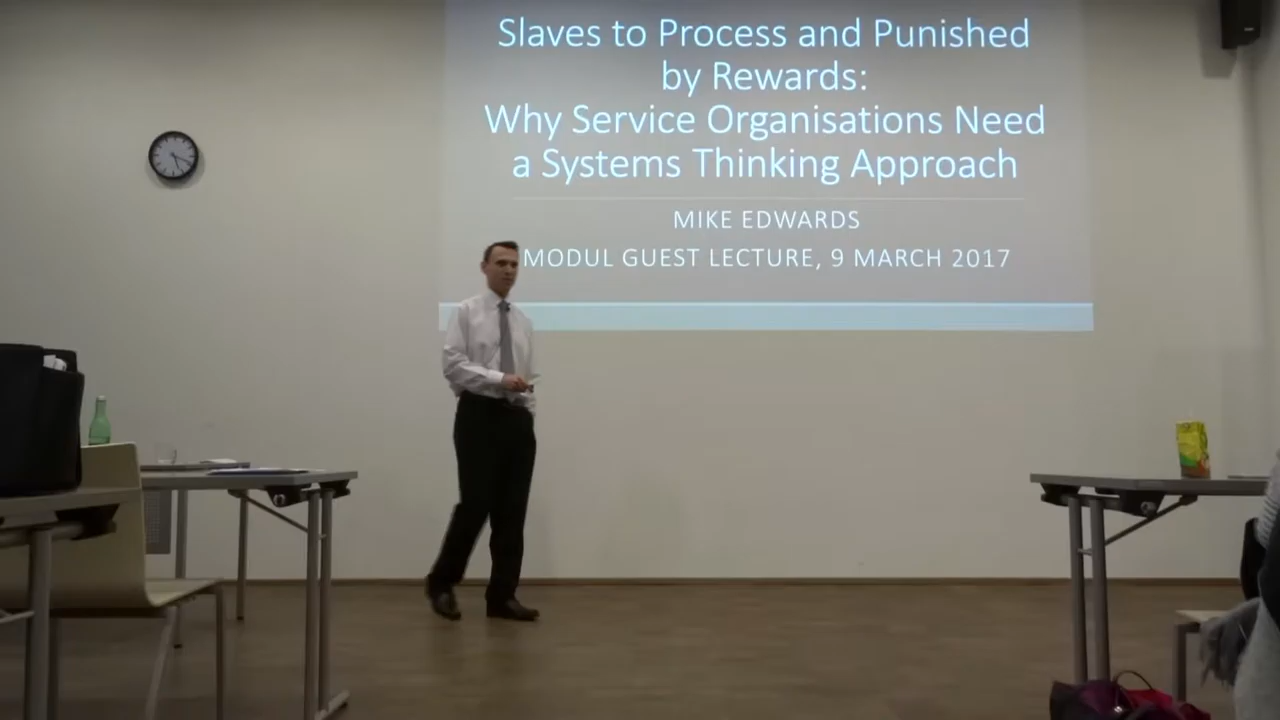 Slaves to Process and Punished
by Rewards:
Why Service Organisations Need
a Systems Thinking Approach
MIKE EDWARDS
MODUL GUEST LECTURE, 9 MARCH 2017